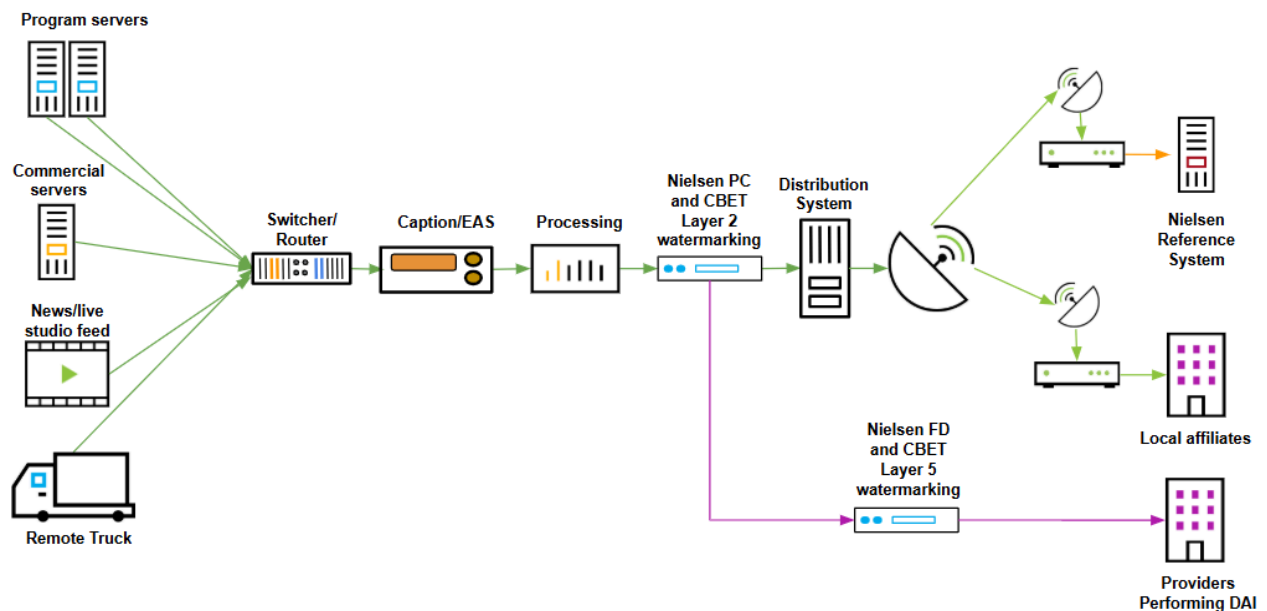 Program servers
Commercial
servers
News/live
studio feed
Remote Truck
Switcher/
Router
Caption/EAS
Processing
Nielsen PC
and CBET
Layer 2
watermarking
Distribution
System
Nielsen
Reference
System
Local affiliates
Nielsen FD
and CBET
Layer 5
watermarking
Providers
Performing DAI